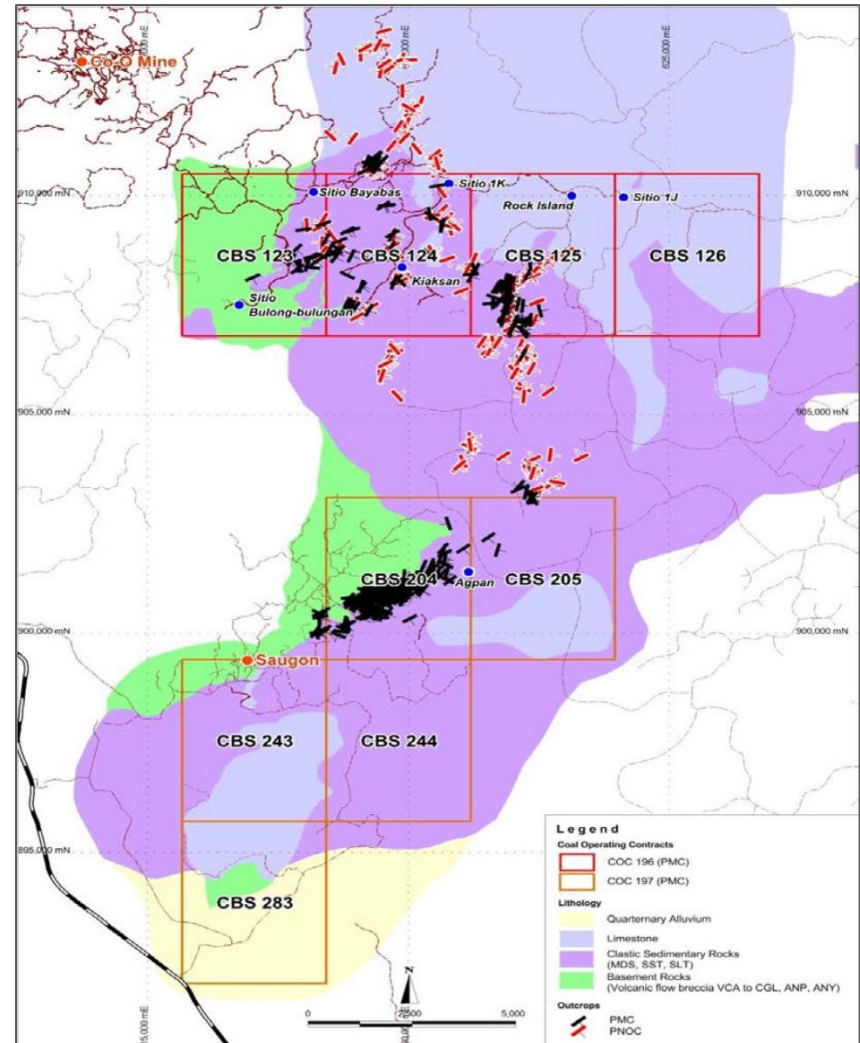 Co-O Mine
625,000 mE
910,000 mN
910,000 mN
Sitio Bayabas
Sitio 1K
Rock Island
Sitio 1J
CBS 123
CBS 124
CBS 125
CBS 126
Kiaksan
Sitio
Bulong-bulungan
905,000 mN
905,000 mN
CBS 204
CBS 205
Agpan
900,000 mN
900,000 mN
Saugon
CBS 243
CBS 244
895,000 mN
CBS 283
N
0
2,500
5,000
Legend
Coal Operating Contracts
COC 196 (PMC)
COC 197 (PMC)
Lithology
Quarternary Alluvium
Limestone
Clastic Sedimentary Rocks
(MDS, SST, SLT)
Basement Rocks
(Volcanic flow breccia VCA to CGL, ANP, ANY)
Outcrops
PMC
PNOC